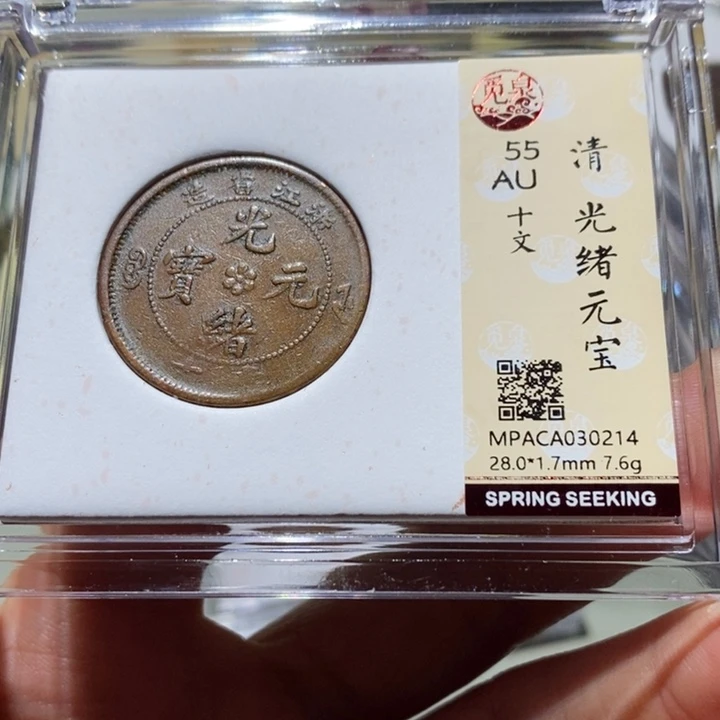 浙江省造
光緒元寶
覓泉
55
AU
十文
清 光绪元宝
MPACA030214
28.0*1.7mm 7.6g
SPRING SEEKING